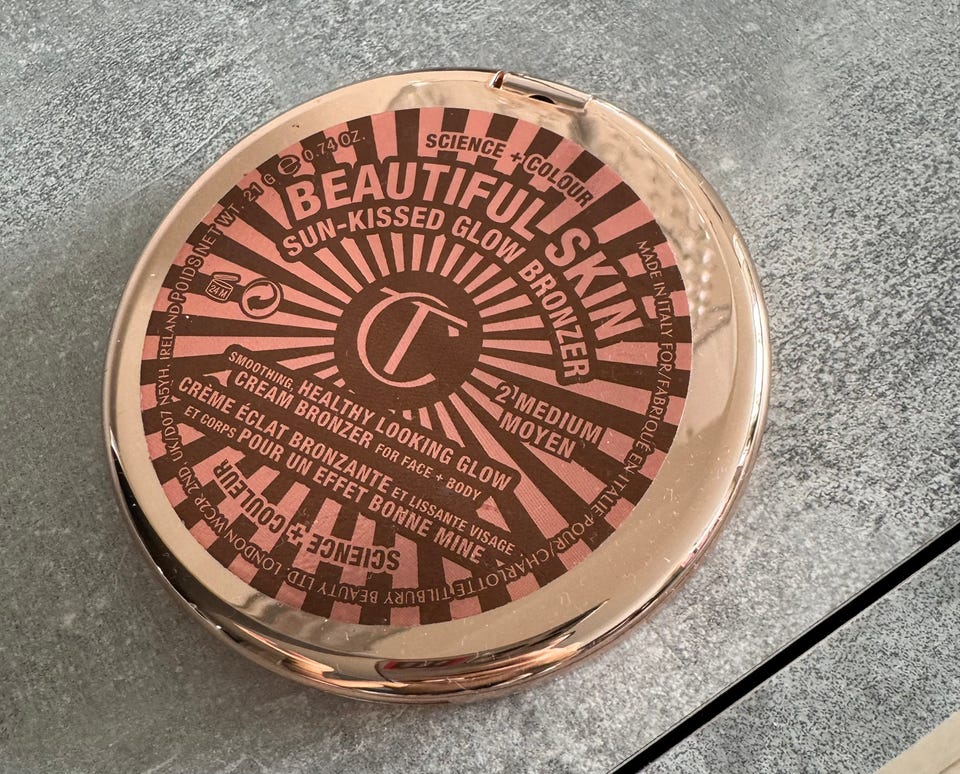 SCIENCE + COLOUR
BEAUTIFUL SKIN
SUN-KISSED GLOW BRONZER
CT
2 MEDIUM
MOYEN
SMOOTHING, HEALTHY LOOKING GLOW
CREAM BRONZER FOR FACE + BODY
CRÈME ÉCLAT BRONZANTE ET LISSANTE VISAGE
ET CORPS POUR UN EFFET BONNE MINE
SCIENCE + COULEUR
24M
POIDS NET WT. 21 G e 0.74 OZ.
MADE IN ITALY FOR/FABRIQUÉ EN ITALIE POUR/CHARLOTTE TILBURY BEAUTY LTD. LONDON NW1 2ND, UK/D07 N5YH, IRELAND